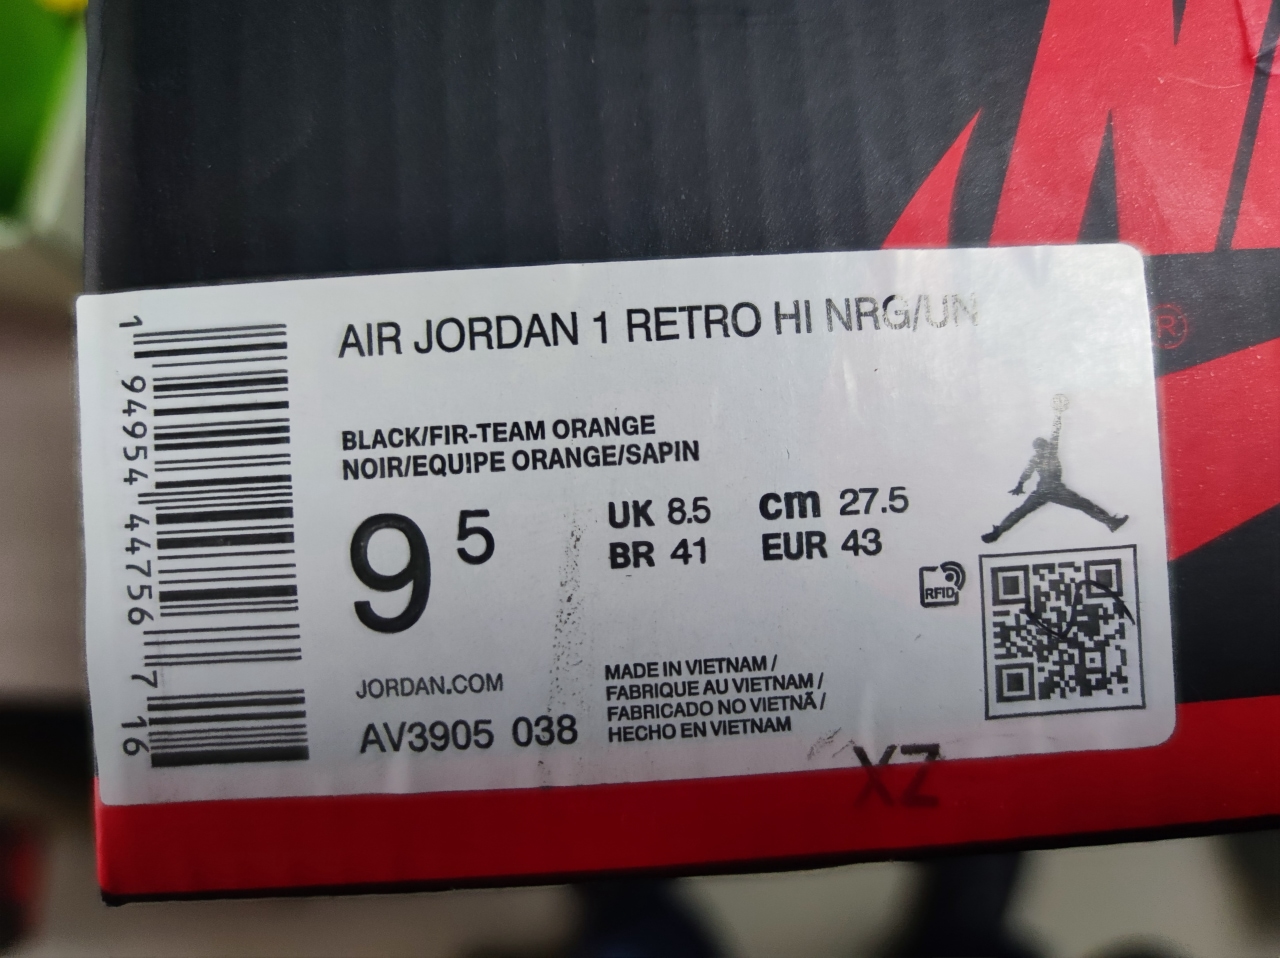 AIR JORDAN 1 RETRO HI NRG/UN
BLACK/FIR-TEAM ORANGE
NOIR/EQUIPE ORANGE/SAPIN
9 5
UK 8.5 cm 27.5
BR 41 EUR 43
RFID
JORDAN.COM
AV3905 038
MADE IN VIETNAM /
FABRIQUE AU VIETNAM /
FABRICADO NO VIETNÃ /
HECHO EN VIETNAM
XZ
1 94954 44756 7 16
®